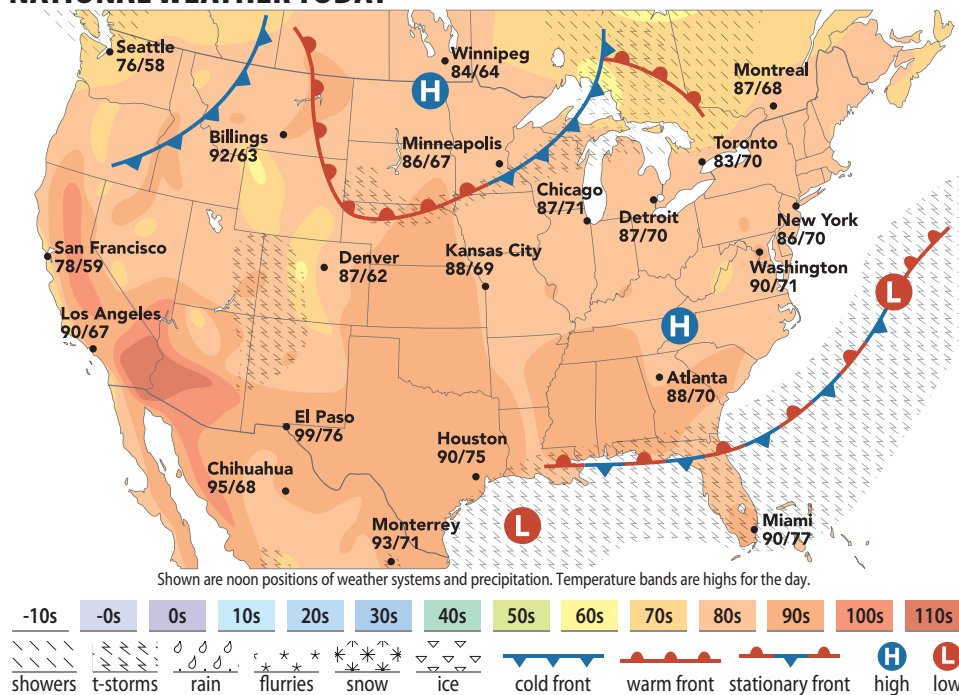 NATIONAL WEATHER TODAY
Seattle
76/58
Winnipeg
84/64
H
Montreal
87/68
Billings
92/63
Minneapolis
86/67
Toronto
83/70
Chicago
87/71
Detroit
87/70
New York
86/70
San Francisco
78/59
Denver
87/62
Kansas City
88/69
Washington
90/71
L
Los Angeles
90/67
H
Atlanta
88/70
El Paso
99/76
Houston
90/75
Chihuahua
95/68
Monterrey
93/71
L
Miami
90/77
Shown are noon positions of weather systems and precipitation. Temperature bands are highs for the day.
-10s -0s 0s 10s 20s 30s 40s 50s 60s 70s 80s 90s 100s 110s
H L
showers t-storms rain flurries snow ice cold front warm front stationary front high low